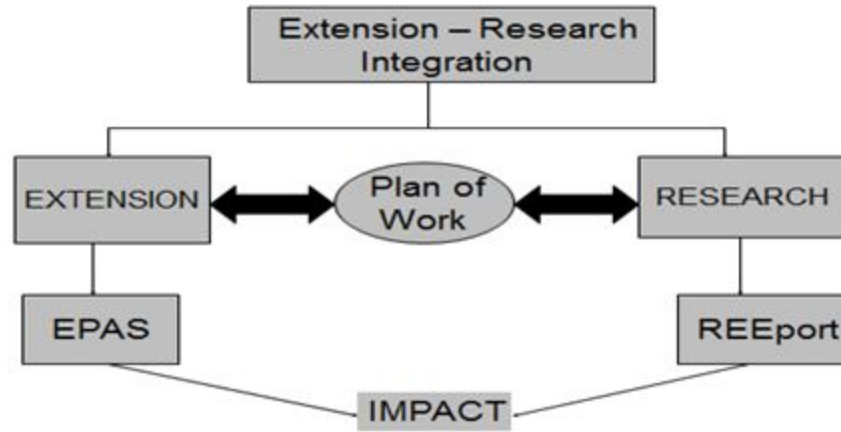 Extension – Research
Integration
EXTENSION
Plan of
Work
RESEARCH
EPAS
REEport
IMPACT